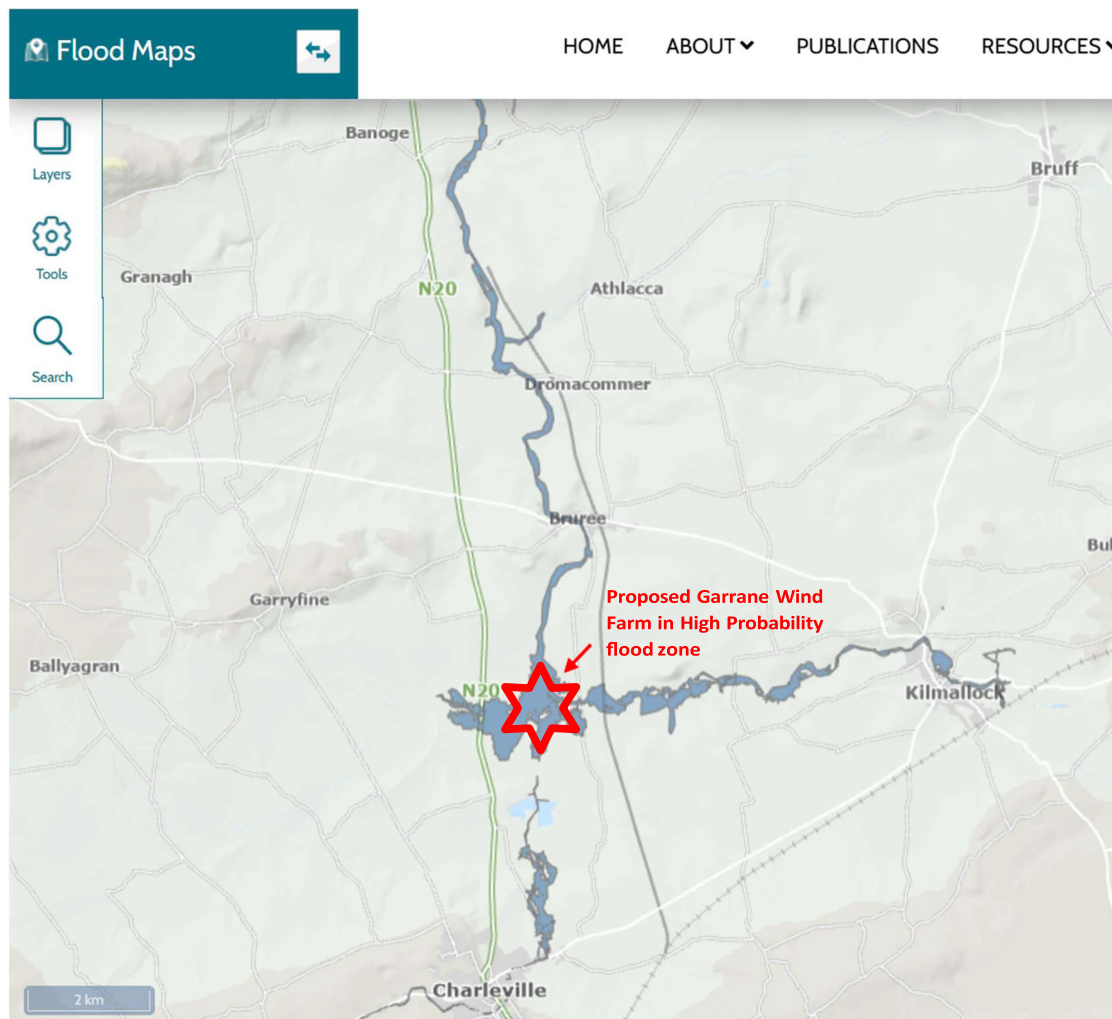 Flood Maps
HOME ABOUT PUBLICATIONS RESOURCES
Layers
Tools
Search
Banoge
Bruff
Granagh
N20
Athlacca
Dromacommer
Bruree
Bul
Garryfine
Proposed Garrane Wind
Farm in High Probability
flood zone
Ballyagran
N20
Kilmallock
Charleville
2 km